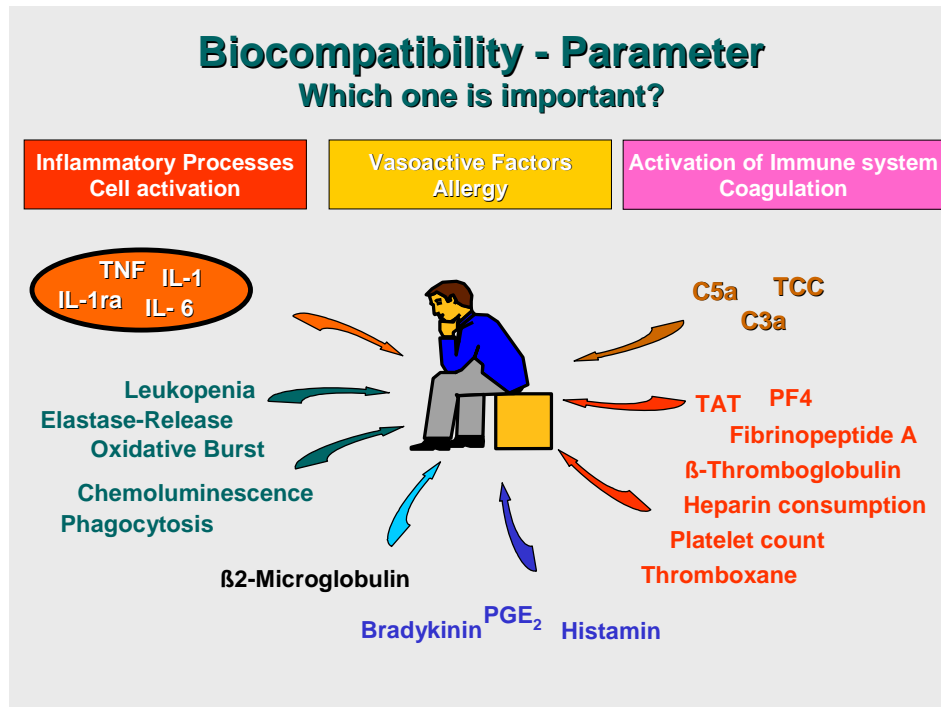 Biocompatibility - Parameter
Which one is important?
Inflammatory Processes
Cell activation
Vasoactive Factors
Allergy
Activation of Immune system
Coagulation
TNF IL-1
IL-1ra IL- 6
C5a TCC
C3a
Leukopenia
Elastase-Release
Oxidative Burst
Chemoluminescence
Phagocytosis
TAT PF4
Fibrinopeptide A
ß-Thromboglobulin
Heparin consumption
Platelet count
Thromboxane
ß2-Microglobulin
Bradykinin PGE2 Histamin